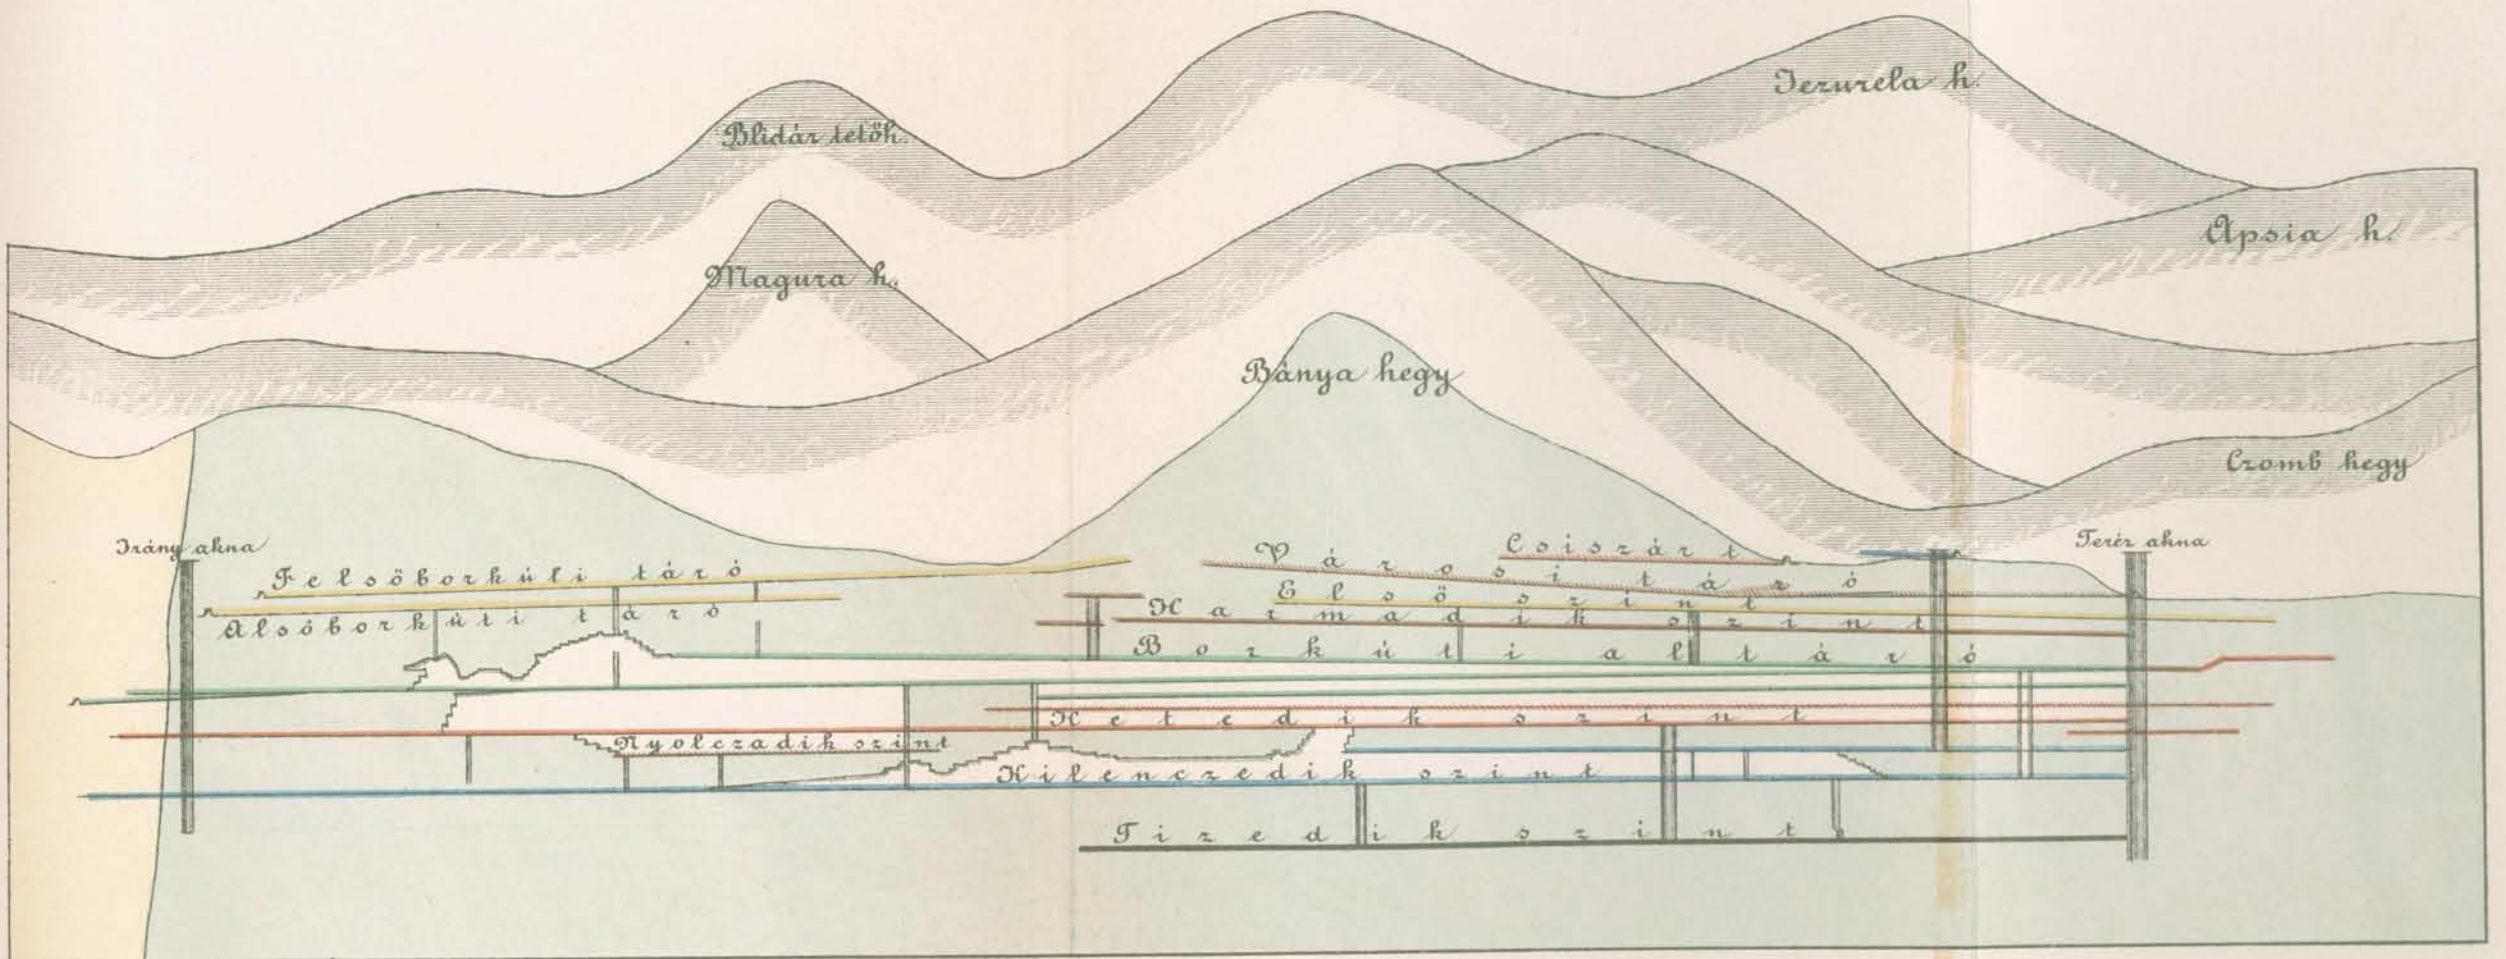 Jezurela h.
Blidár tetőh.
Apsia h.
Magura h.
Bánya hegy
Czomb hegy
Irány akna
Csiszár t.
Teréz akna
Városi táró
Felsőborkúti táró
Első szint
Alsóborkúti táró
Harmadik szint
Borkúti altáró
Hetedik szint
Nyolczadik szint
Kilenczedik szint
Tizedik szint